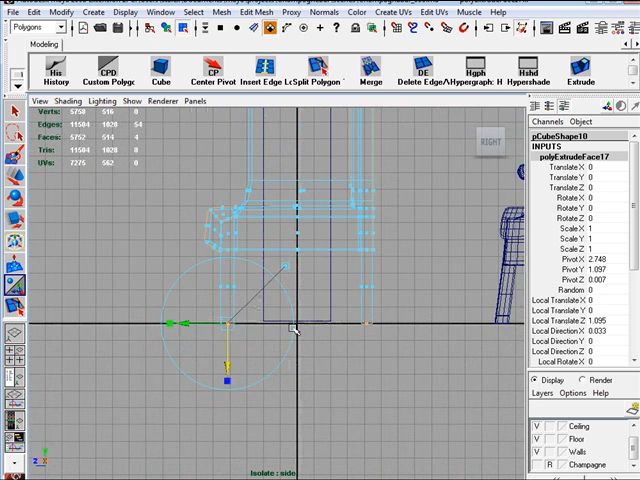 File Modify Create Display Window Select Mesh Edit Mesh Proxy Normals Color Create UVs Edit UVs Muscle Help
Polygons
Modeling
His CPD CP DE Hgph Hshd
History Custom Polygo Cube Center Pivot Insert Edge Lo Split Polygon Merge Delete Edge/ Hypergraph: H Hypershade Extrude
View Shading Lighting Show Renderer Panels
Verts: 5750 516 0
Edges: 11504 1028 54
Faces: 5752 514 4
Tris: 11504 1028 0
UVs: 7275 562 0
RIGHT
Isolate : side
Channels Object
pCubeShape10
INPUTS
polyExtrudeFace17
Translate X 0
Translate Y 0
Translate Z 0
Rotate X 0
Rotate Y 0
Rotate Z 0
Scale X 1
Scale Y 1
Scale Z 1
Pivot X 2.748
Pivot Y 1.097
Pivot Z 0.007
Random 0
Local Translate X 0
Local Translate Y 0
Local Translate Z 1.095
Local Direction X 0.033
Local Direction Y 0
Local Direction Z 0
Local Rotate X 0
Display Render
Layers Options Help
V Ceiling
V Floor
V Walls
R Champagne